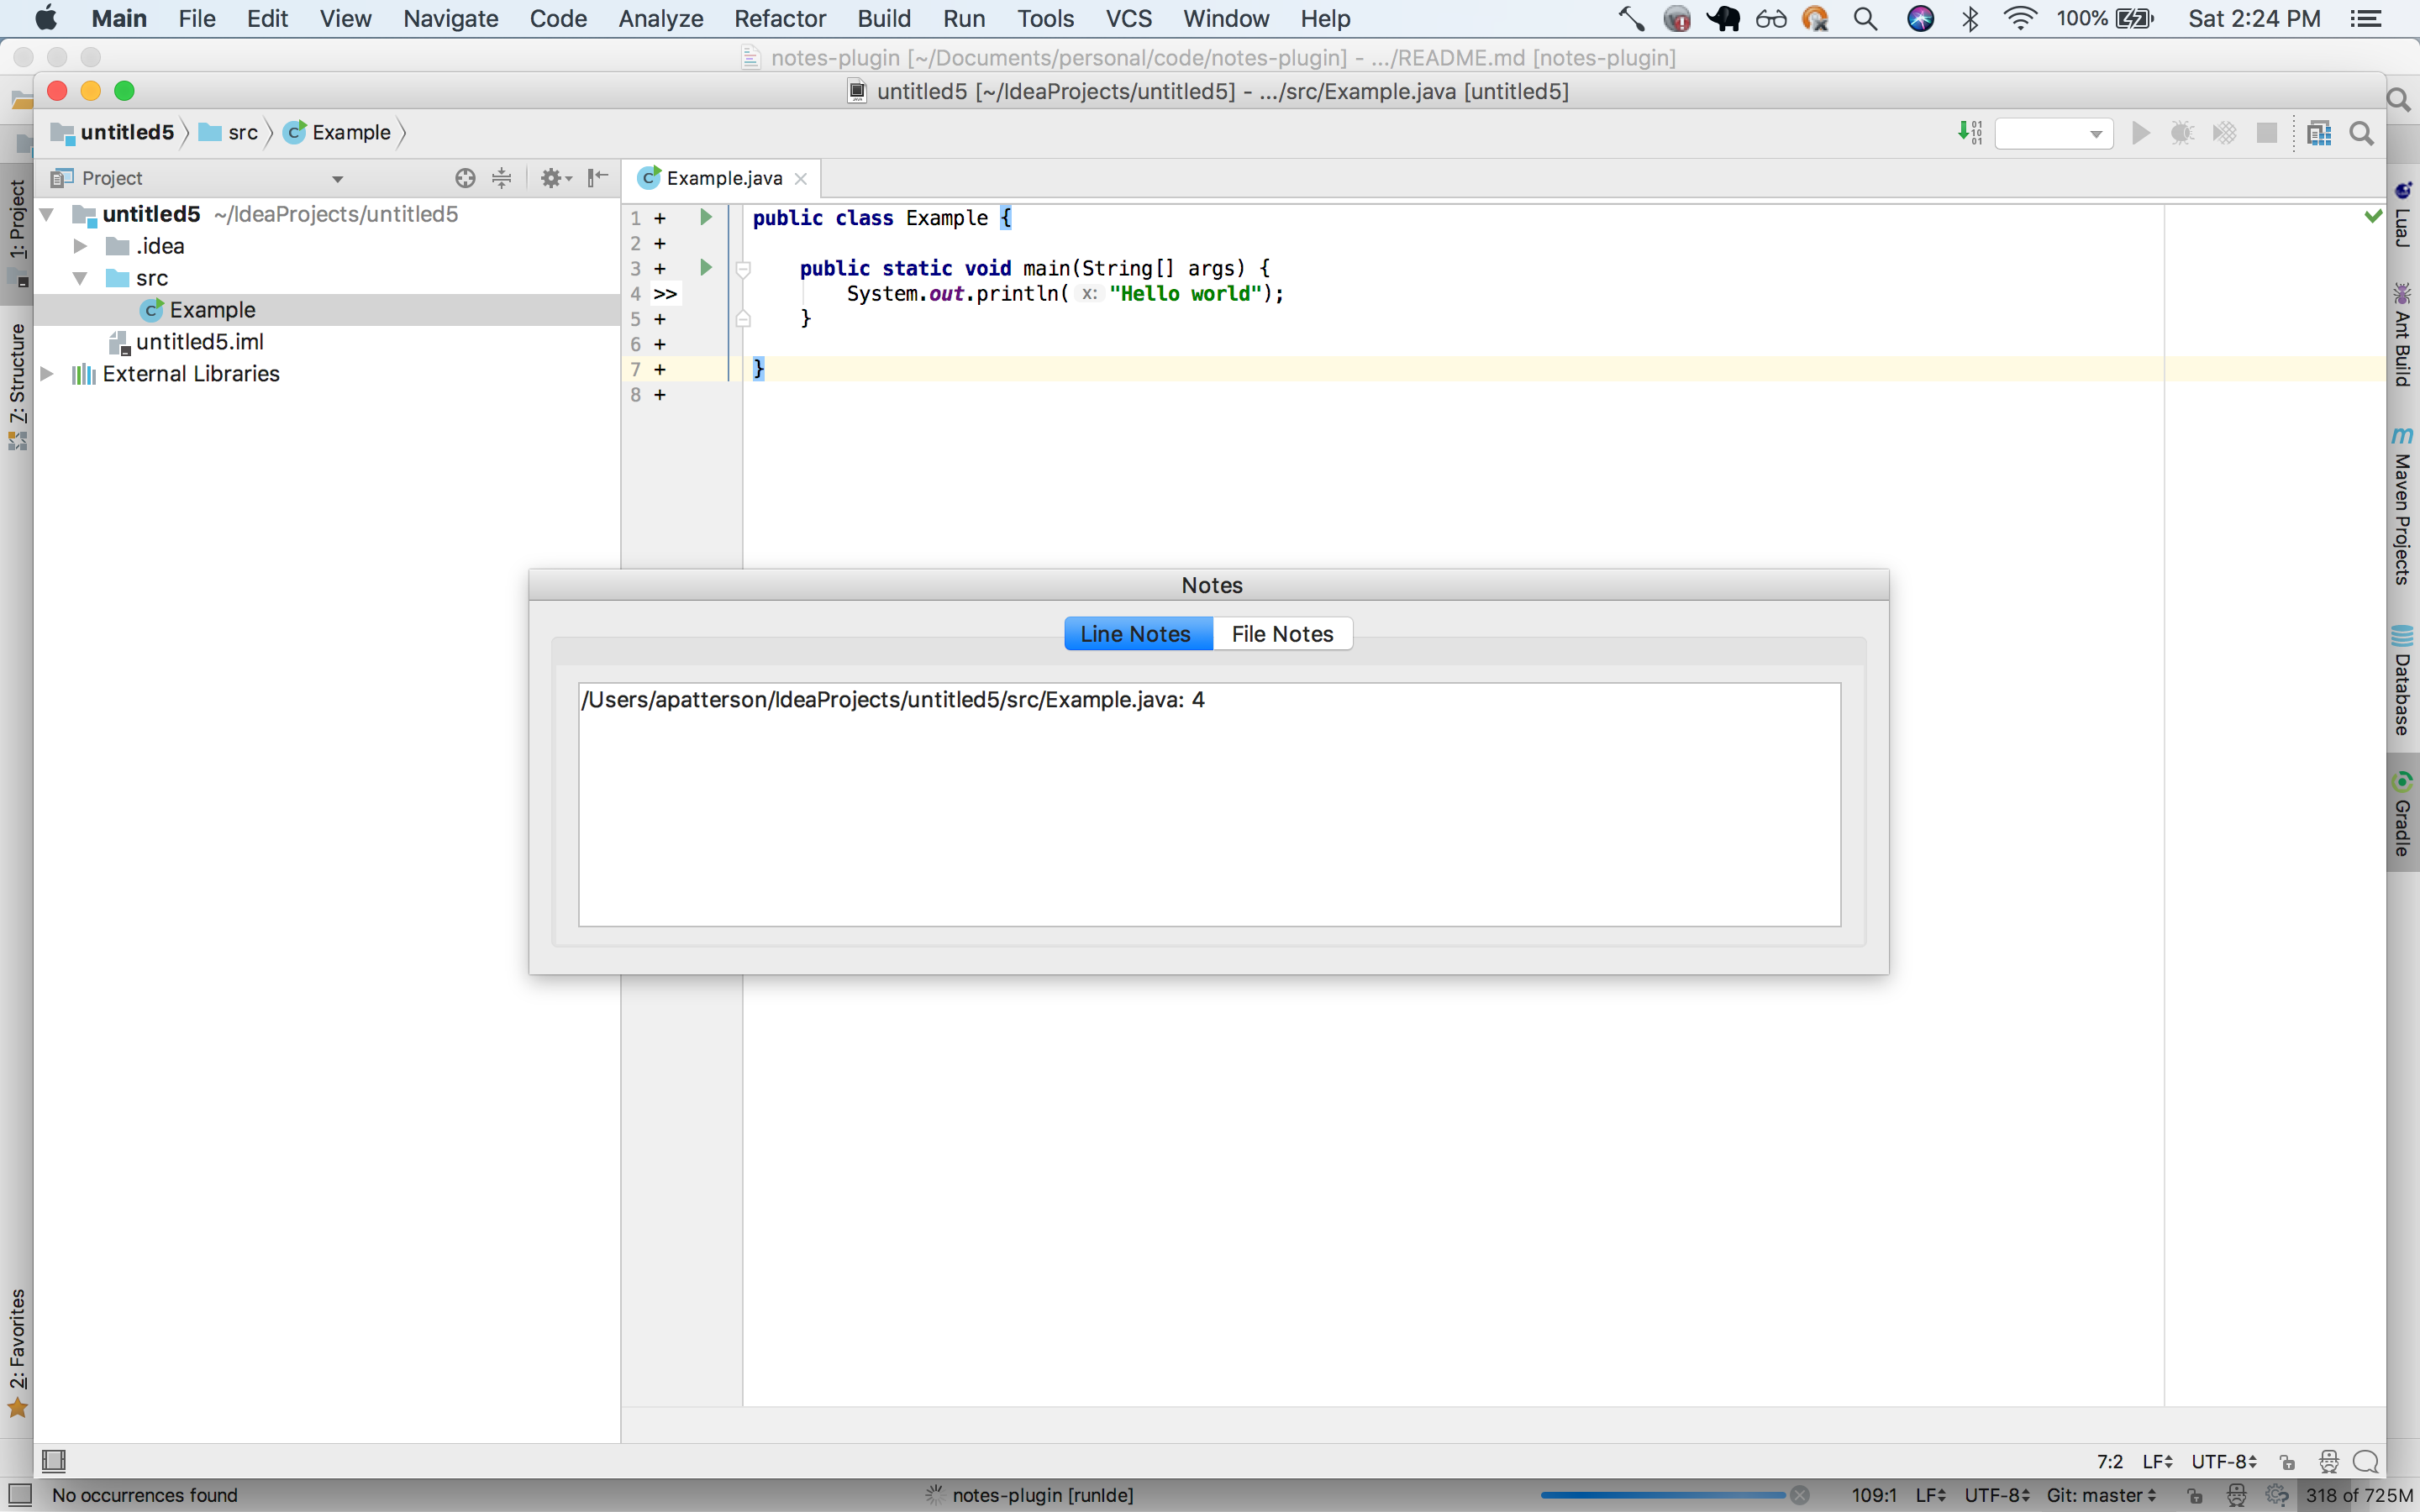 Main File Edit View Navigate Code Analyze Refactor Build Run Tools VCS Window Help 100% Sat 2:24 PM
notes-plugin [~/Documents/personal/code/notes-plugin] - .../README.md [notes-plugin]
untitled5 [~/IdeaProjects/untitled5] - .../src/Example.java [untitled5]
untitled5 src Example
Project
Example.java
untitled5 ~/IdeaProjects/untitled5
.idea
src
Example
untitled5.iml
External Libraries
1: Project
7: Structure
2: Favorites
1 + public class Example {
2 +
3 + public static void main(String[] args) {
4 >> System.out.println( x: "Hello world");
5 + }
6 +
7 + }
8 +
Notes
Line Notes File Notes
/Users/apatterson/IdeaProjects/untitled5/src/Example.java: 4
LuaJ
Ant Build
Maven Projects
Database
Gradle
7:2 LF UTF-8
No occurrences found notes-plugin [runIde] 109:1 LF UTF-8 Git: master 318 of 725M